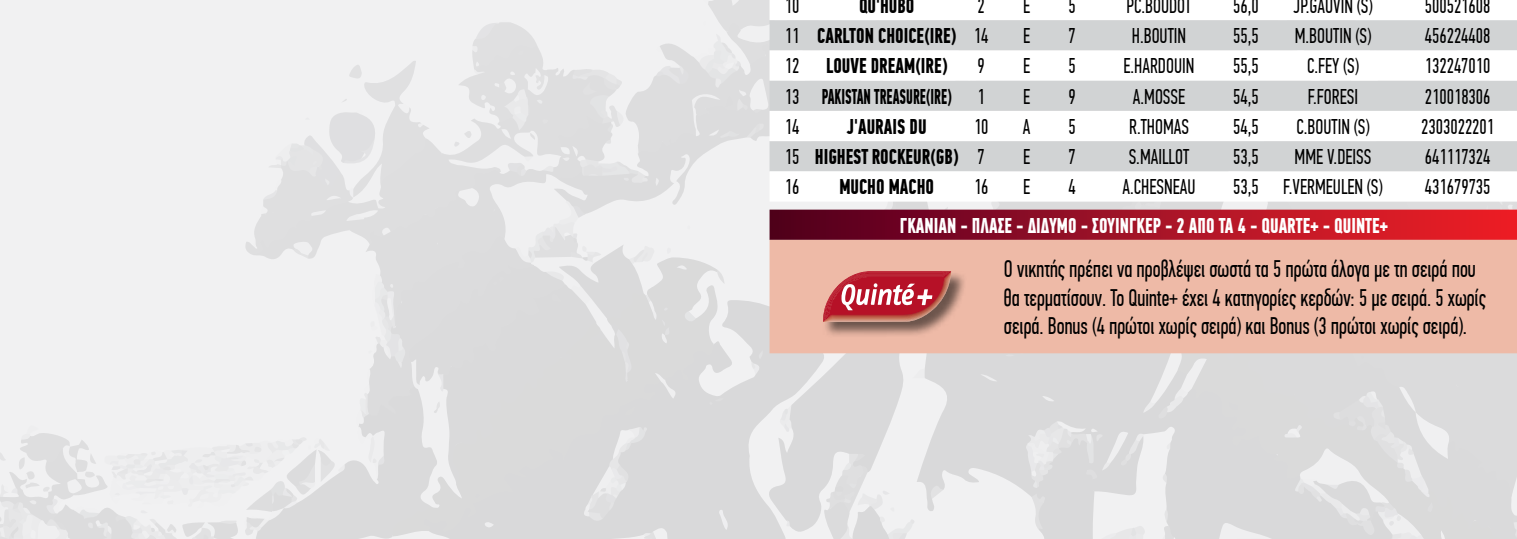 10 QU'HUBO 2 E 5 PC.BOUDOT 56,0 JP.GAUVIN (S) 500521608
11 CARLTON CHOICE(IRE) 14 E 7 H.BOUTIN 55,5 M.BOUTIN (S) 456224408
12 LOUVE DREAM(IRE) 9 E 5 E.HARDOUIN 55,5 C.FEY (S) 132247010
13 PAKISTAN TREASURE(IRE) 1 E 9 A.MOSSE 54,5 F.FORESI 210018306
14 J'AURAIS DU 10 A 5 R.THOMAS 54,5 C.BOUTIN (S) 2303022201
15 HIGHEST ROCKEUR(GB) 7 E 7 S.MAILLOT 53,5 MME V.DEISS 641117324
16 MUCHO MACHO 16 E 4 A.CHESNEAU 53,5 F.VERMEULEN (S) 431679735
ΓΚΑΝΙΑΝ - ΠΛΑΣΕ - ΔΙΔΥΜΟ - ΣΟΥΙΝΓΚΕΡ - 2 ΑΠΟ ΤΑ 4 - QUARTE+ - QUINTE+
Quinté+
Ο νικητής πρέπει να προβλέψει σωστά τα 5 πρώτα άλογα με τη σειρά που
θα τερματίσουν. Το Quinte+ έχει 4 κατηγορίες κερδών: 5 με σειρά. 5 χωρίς
σειρά. Bonus (4 πρώτοι χωρίς σειρά) και Bonus (3 πρώτοι χωρίς σειρά).